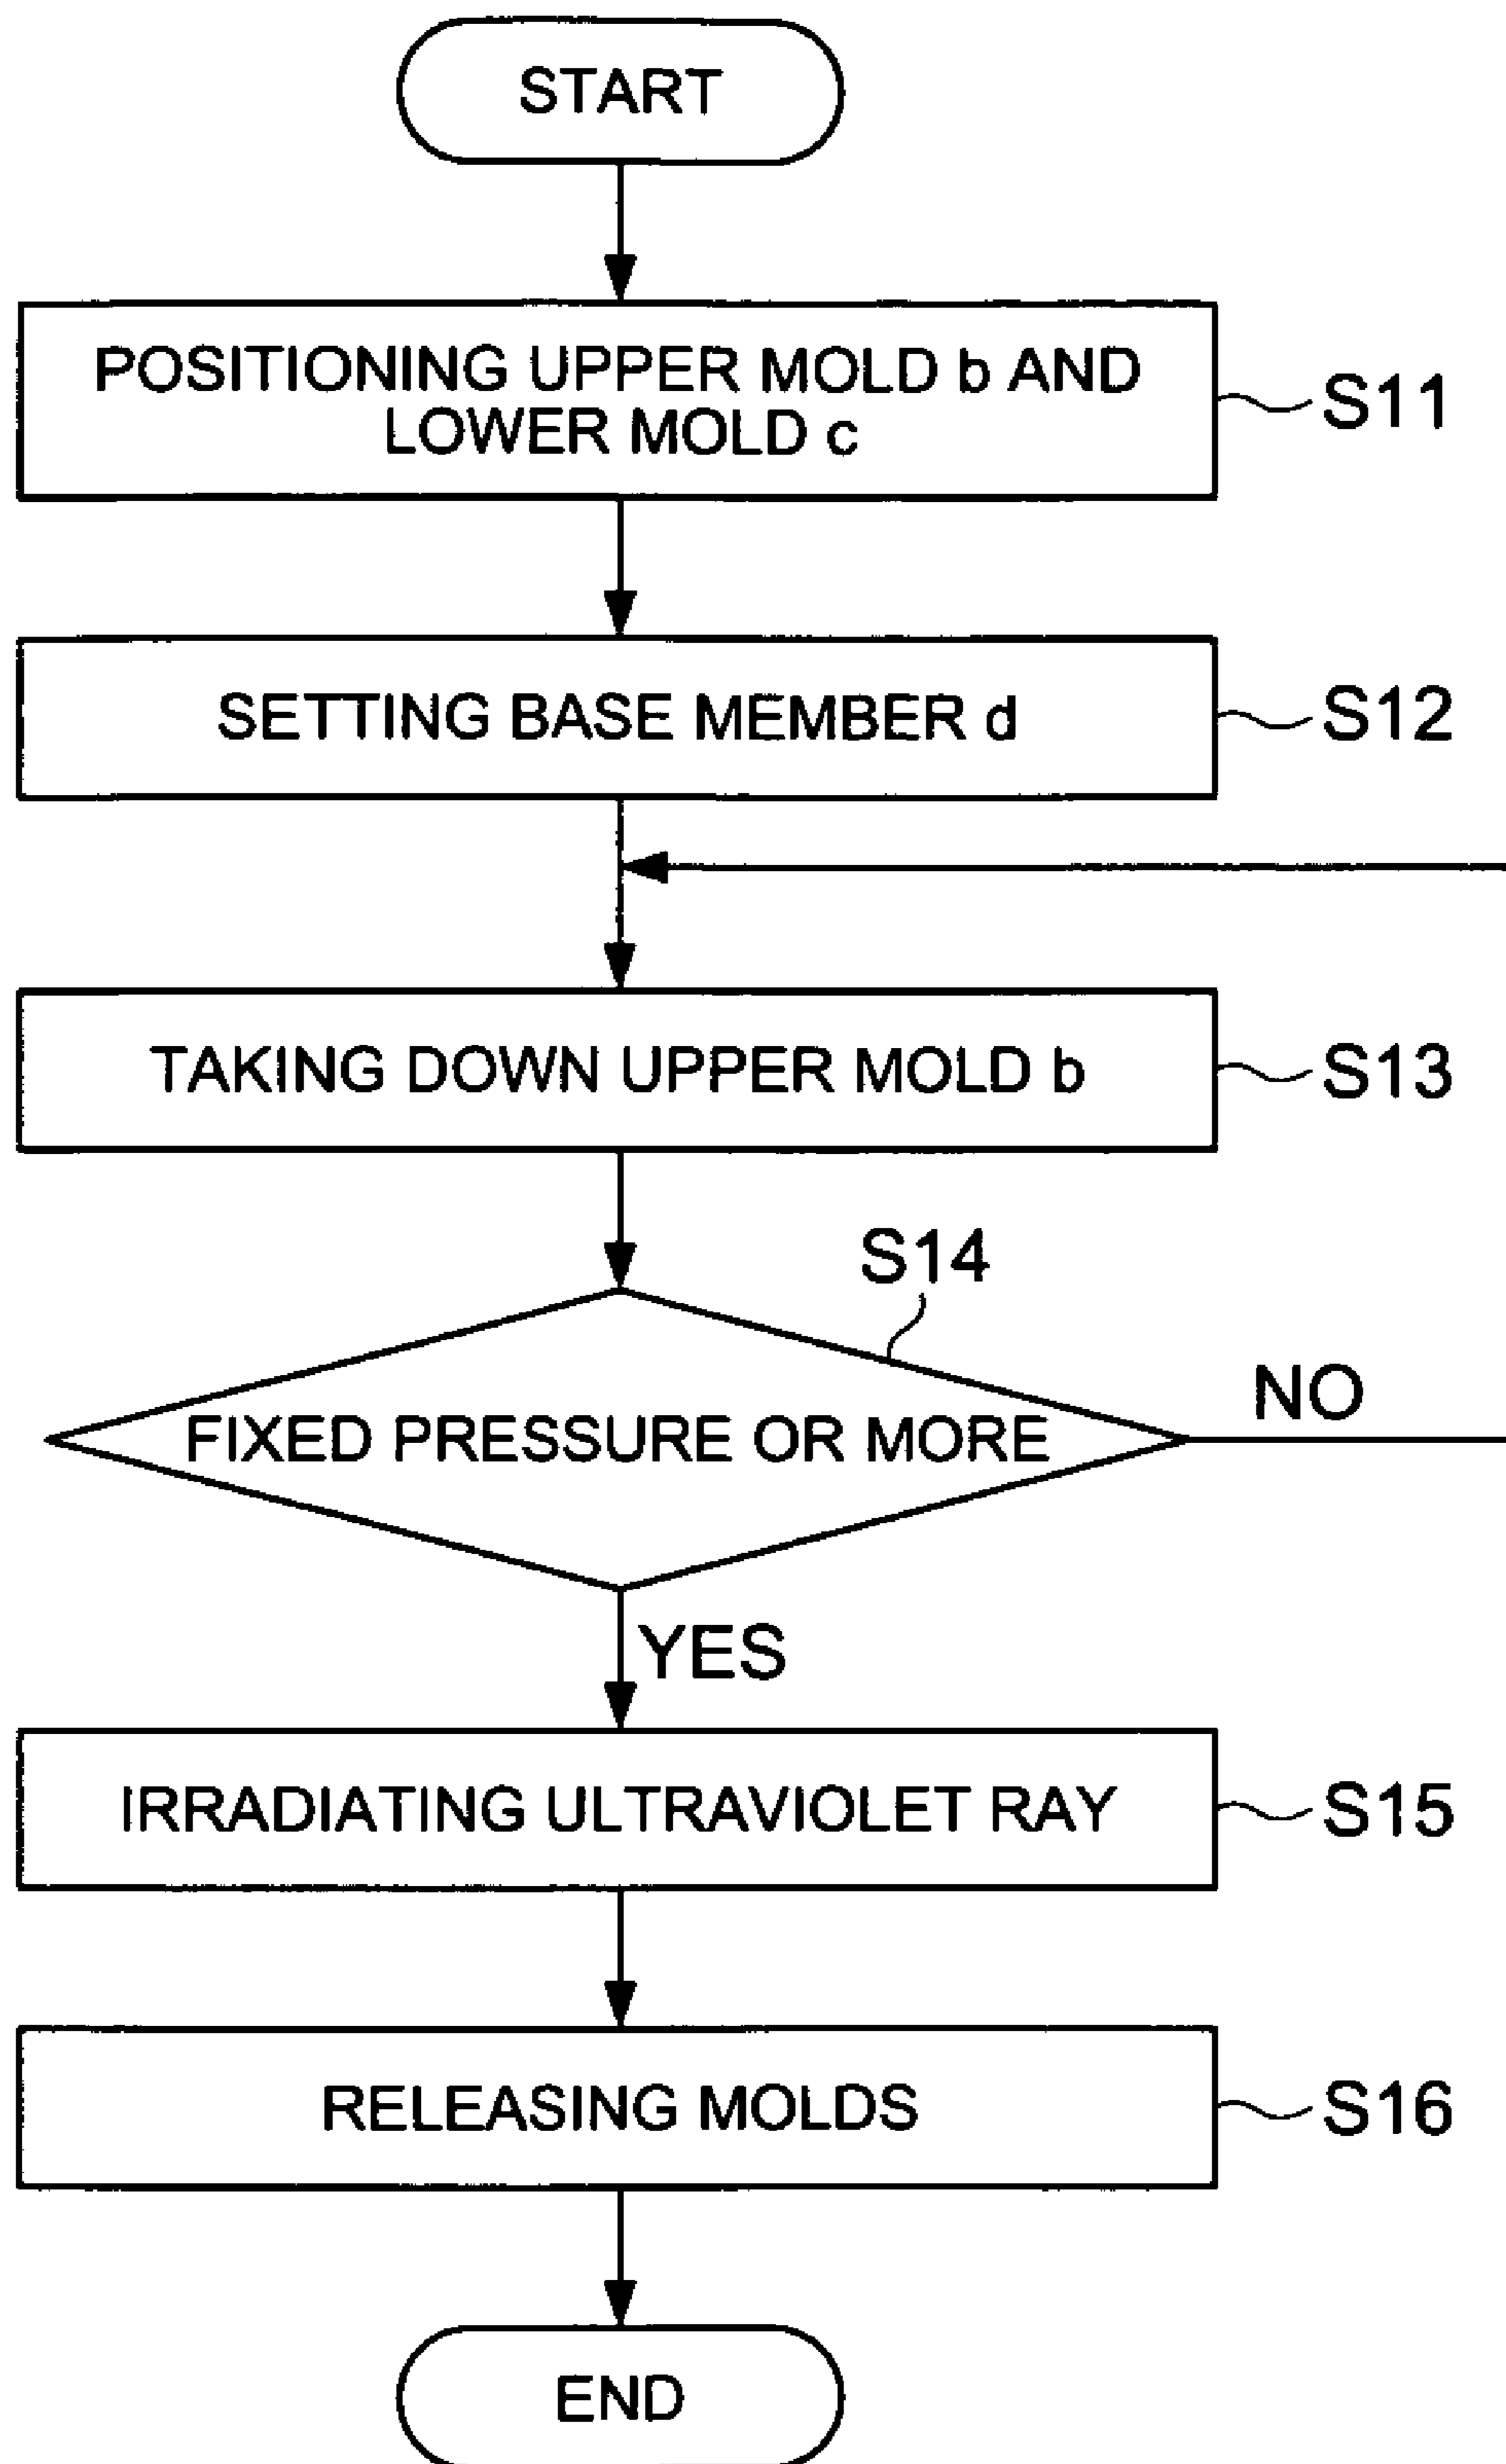 START
POSITIONING UPPER MOLD b AND
LOWER MOLD c
S11
SETTING BASE MEMBER d
S12
TAKING DOWN UPPER MOLD b
S13
S14
FIXED PRESSURE OR MORE
NO
YES
IRRADIATING ULTRAVIOLET RAY
S15
RELEASING MOLDS
S16
END